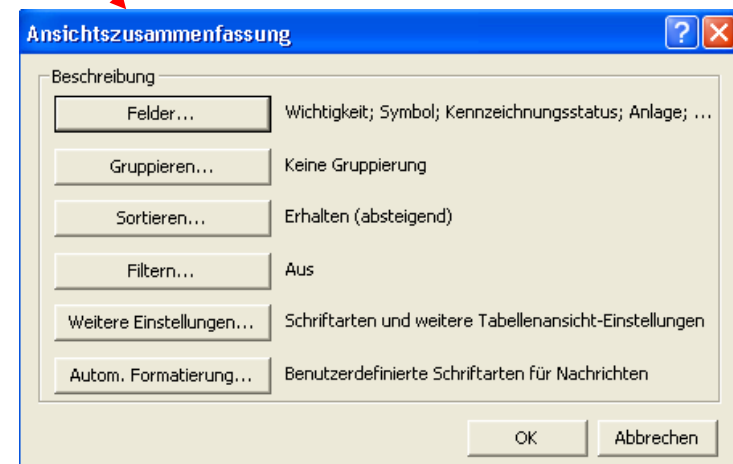 Ansichtszusammenfassung
Beschreibung
Felder... Wichtigkeit; Symbol; Kennzeichnungsstatus; Anlage; ...
Gruppieren... Keine Gruppierung
Sortieren... Erhalten (absteigend)
Filtern... Aus
Weitere Einstellungen... Schriftarten und weitere Tabellenansicht-Einstellungen
Autom. Formatierung... Benutzerdefinierte Schriftarten für Nachrichten
OK Abbrechen